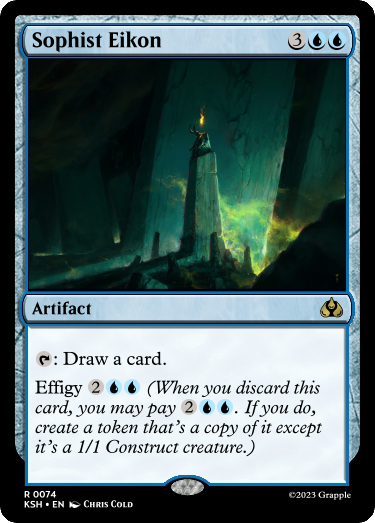 Sophist Eikon 3
Artifact
: Draw a card.
Effigy 2 (When you discard this
card, you may pay 2. If you do,
create a token that's a copy of it except
it's a 1/1 Construct creature.)
R 0074
KSH • EN Chris Cold
©2023 Grapple